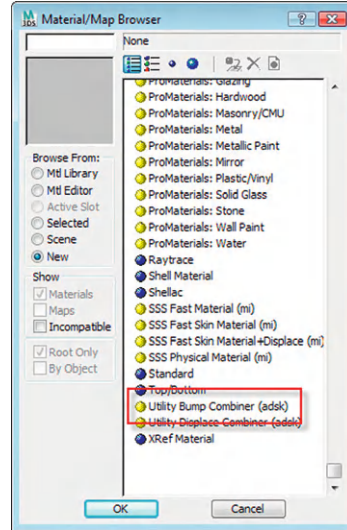 Material/Map Browser
None
Browse From:
Mtl Library
Mtl Editor
Active Slot
Selected
Scene
New
Show
Materials
Maps
Incompatible
Root Only
By Object
ProMaterials: Glazing
ProMaterials: Hardwood
ProMaterials: Masonry/CMU
ProMaterials: Metal
ProMaterials: Metallic Paint
ProMaterials: Mirror
ProMaterials: Plastic/Vinyl
ProMaterials: Solid Glass
ProMaterials: Stone
ProMaterials: Wall Paint
ProMaterials: Water
Raytrace
Shell Material
Shellac
SSS Fast Material (mi)
SSS Fast Skin Material (mi)
SSS Fast Skin Material+Displace (mi)
SSS Physical Material (mi)
Standard
Top/Bottom
Utility Bump Combiner (adsk)
Utility Displace Combiner (adsk)
XRef Material
OK
Cancel